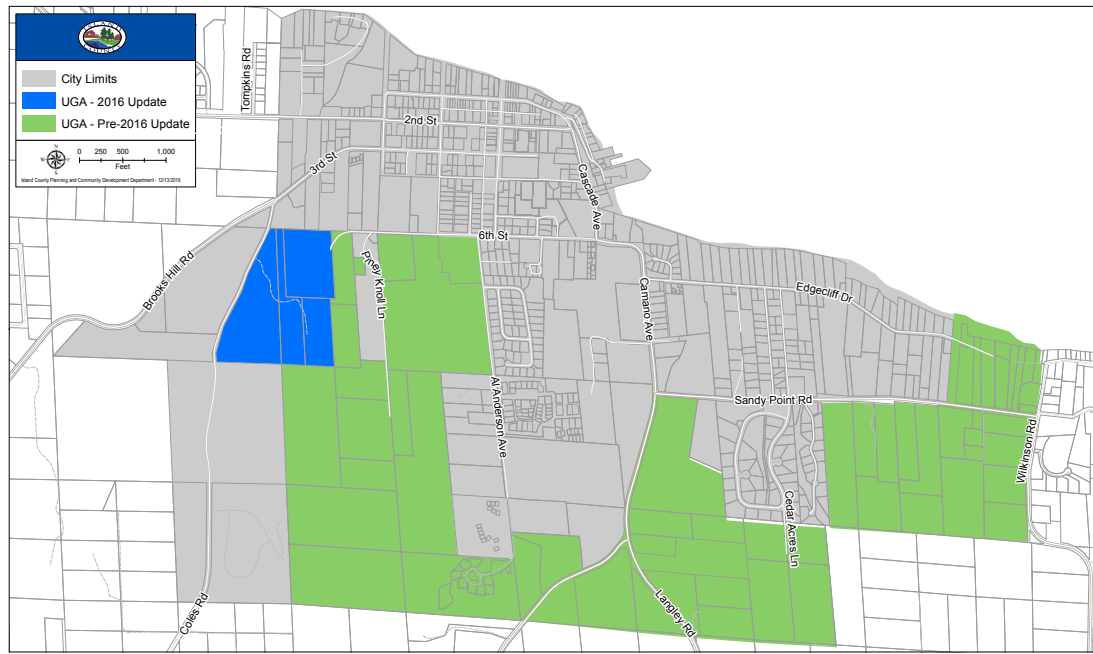 ISLAND
COUNTY
City Limits
UGA - 2016 Update
UGA - Pre-2016 Update
N
W E
S
0 250 500 1,000
Feet
Island County Planning and Community Development Department - 12/13/2016
Tompkins Rd
2nd St
3rd St
Cascade Ave
6th St
Brooks Hill Rd
Piney Knoll Ln
Camano Ave
Edgecliff Dr
Al Anderson Ave
Sandy Point Rd
Wilkinson Rd
Cedar Acres Ln
Coles Rd
Langley Rd